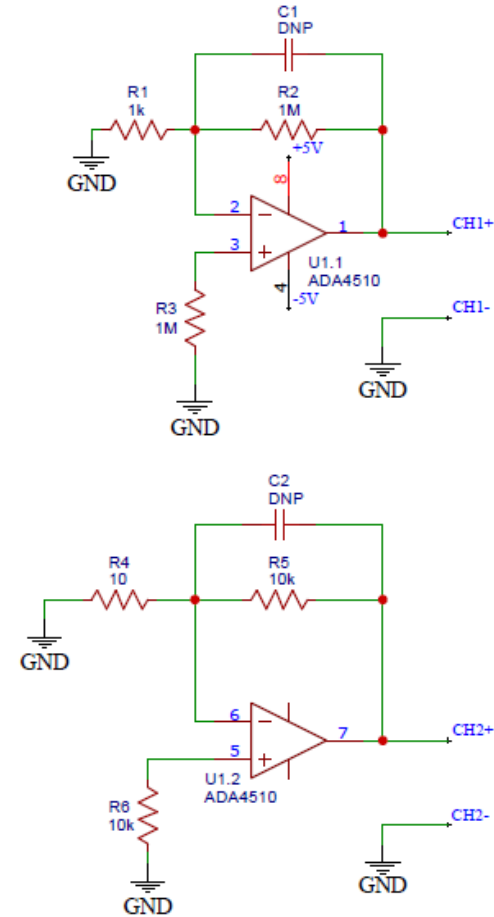 C1
DNP
R1
1k
R2
1M
+5V
GND
8
2
3
1
CH1+
U1.1
ADA4510
4
-5V
R3
1M
CH1-
GND
GND
C2
DNP
R4
10
R5
10k
GND
6
5
7
CH2+
U1.2
ADA4510
R6
10k
CH2-
GND
GND